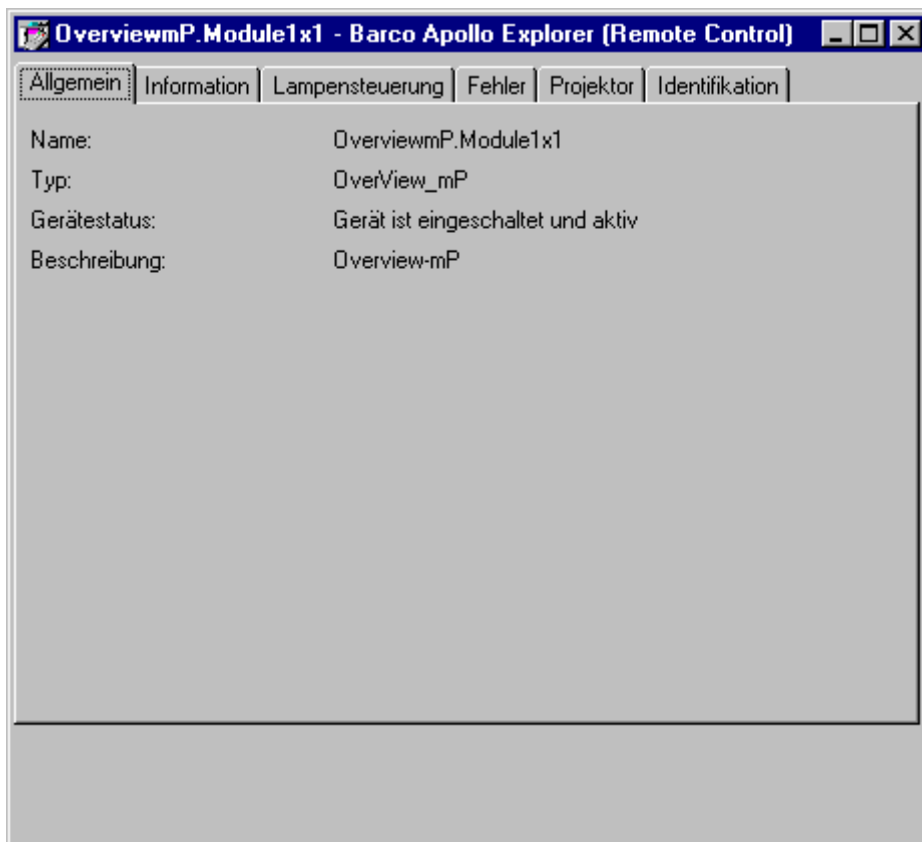 OverviewmP.Module1x1 - Barco Apollo Explorer (Remote Control)
Allgemein Information Lampensteuerung Fehler Projektor Identifikation
Name: OverviewmP.Module1x1
Typ: OverView_mP
Gerätestatus: Gerät ist eingeschaltet und aktiv
Beschreibung: Overview-mP